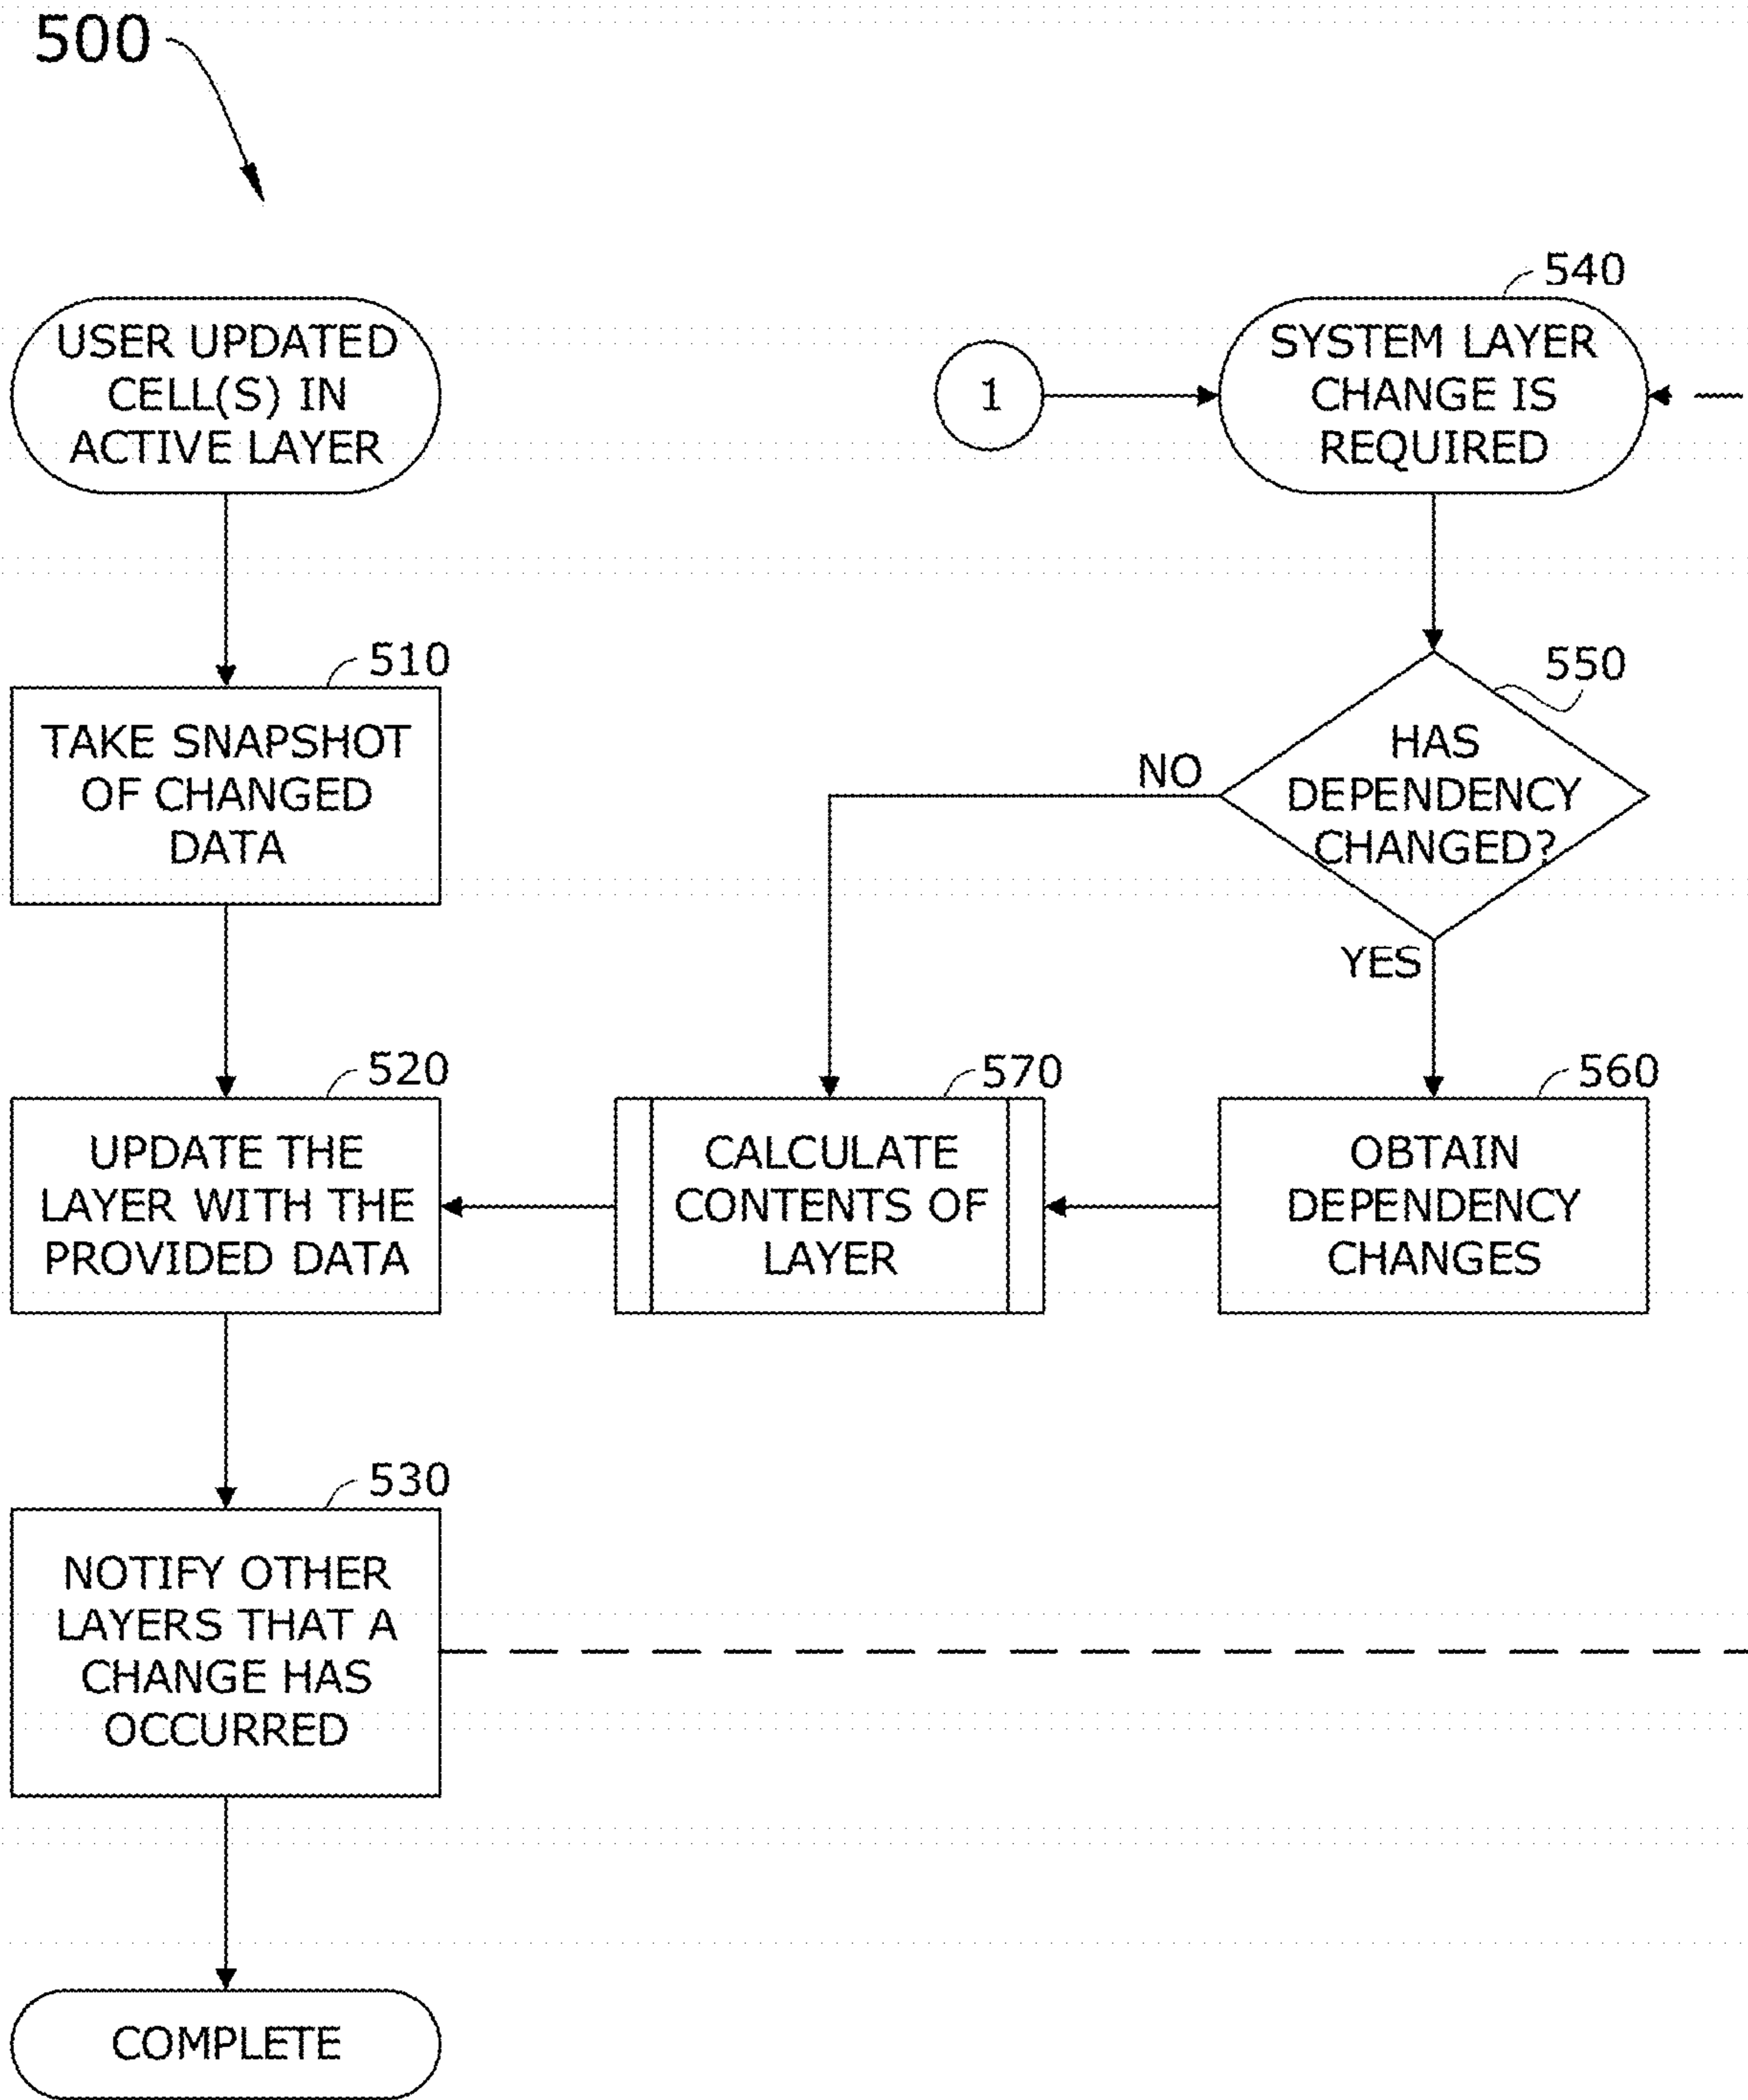 500
USER UPDATED
CELL(S) IN
ACTIVE LAYER
510
TAKE SNAPSHOT
OF CHANGED
DATA
520
UPDATE THE
LAYER WITH THE
PROVIDED DATA
530
NOTIFY OTHER
LAYERS THAT A
CHANGE HAS
OCCURRED
COMPLETE
1
540
SYSTEM LAYER
CHANGE IS
REQUIRED
550
HAS
DEPENDENCY
CHANGED?
NO
YES
560
OBTAIN
DEPENDENCY
CHANGES
570
CALCULATE
CONTENTS OF
LAYER